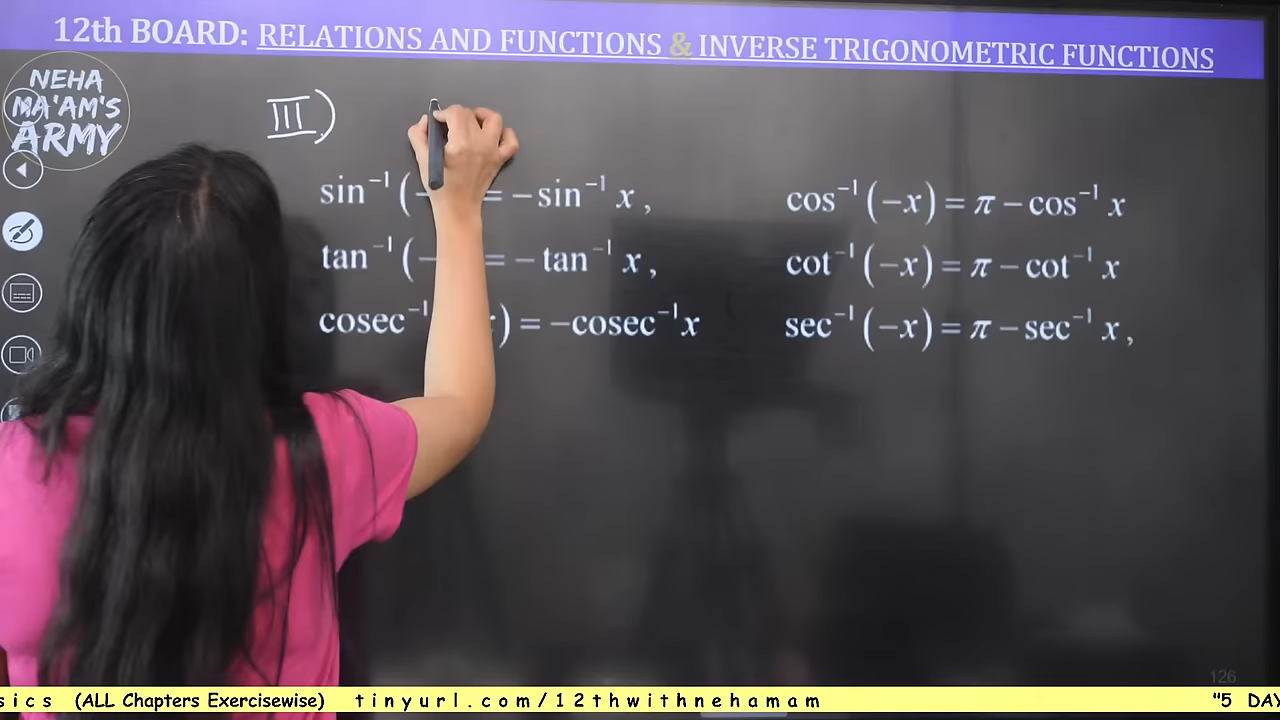 12th BOARD: RELATIONS AND FUNCTIONS & INVERSE TRIGONOMETRIC FUNCTIONS
NEHA
MA'AM'S
ARMY
III)
sin⁻¹ (- = - sin⁻¹ x ,
cos⁻¹ (-x) = π - cos⁻¹ x
tan⁻¹ (- = - tan⁻¹ x ,
cot⁻¹ (-x) = π - cot⁻¹ x
cosec⁻¹ ) = -cosec⁻¹ x
sec⁻¹ (-x) = π - sec⁻¹ x ,
126
sics (ALL Chapters Exercisewise) tinyurl.com/12thwithnehamam "5 DAY